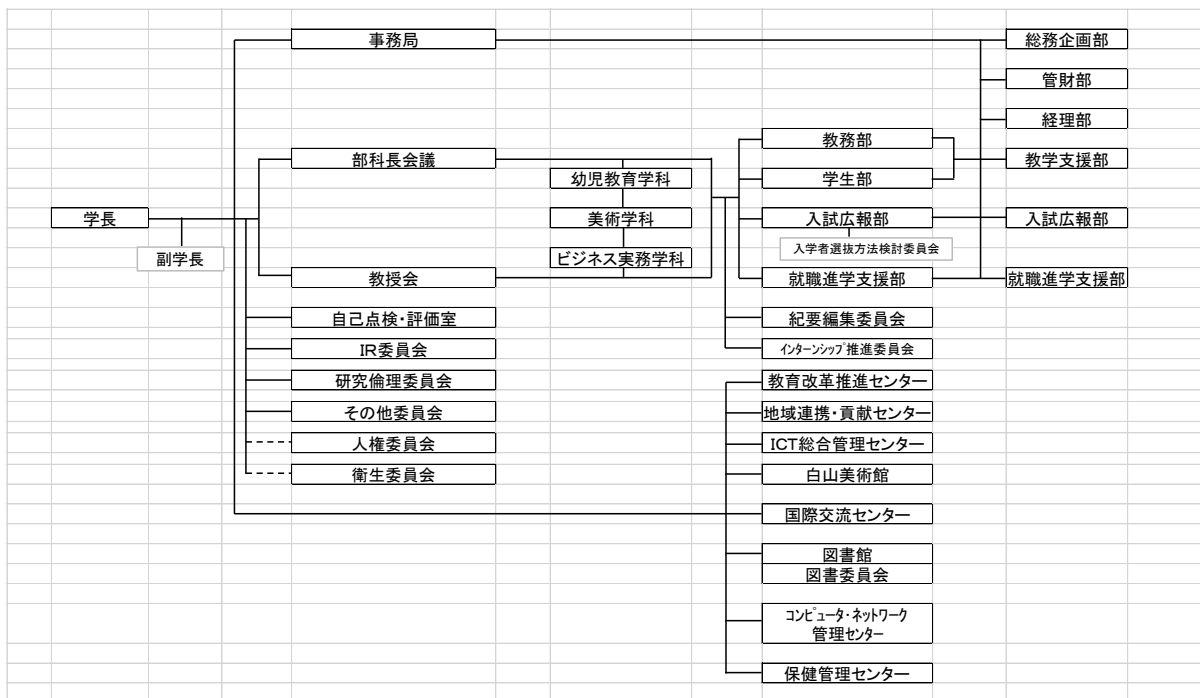 事務局
総務企画部
管財部
経理部
教務部
部科長会議
教学支援部
幼児教育学科
学生部
学長
美術学科
入試広報部
入試広報部
副学長
入学者選抜方法検討委員会
ビジネス実務学科
教授会
就職進学支援部
就職進学支援部
自己点検・評価室
紀要編集委員会
IR委員会
インターンシップ推進委員会
研究倫理委員会
教育改革推進センター
その他委員会
地域連携・貢献センター
人権委員会
ICT総合管理センター
衛生委員会
白山美術館
国際交流センター
図書館
図書委員会
コンピュータ・ネットワーク
管理センター
保健管理センター